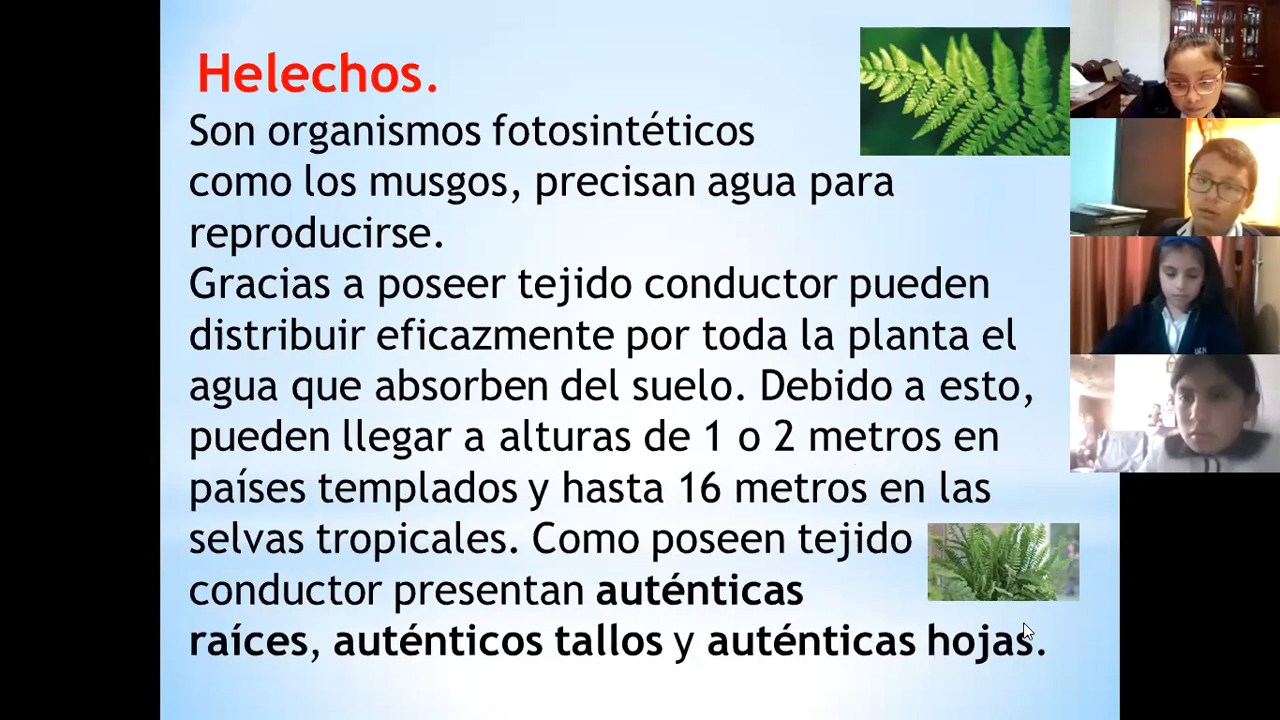 Helechos.
Son organismos fotosintéticos
como los musgos, precisan agua para
reproducirse.
Gracias a poseer tejido conductor pueden
distribuir eficazmente por toda la planta el
agua que absorben del suelo. Debido a esto,
pueden llegar a alturas de 1 o 2 metros en
países templados y hasta 16 metros en las
selvas tropicales. Como poseen tejido
conductor presentan auténticas
raíces, auténticos tallos y auténticas hojas.